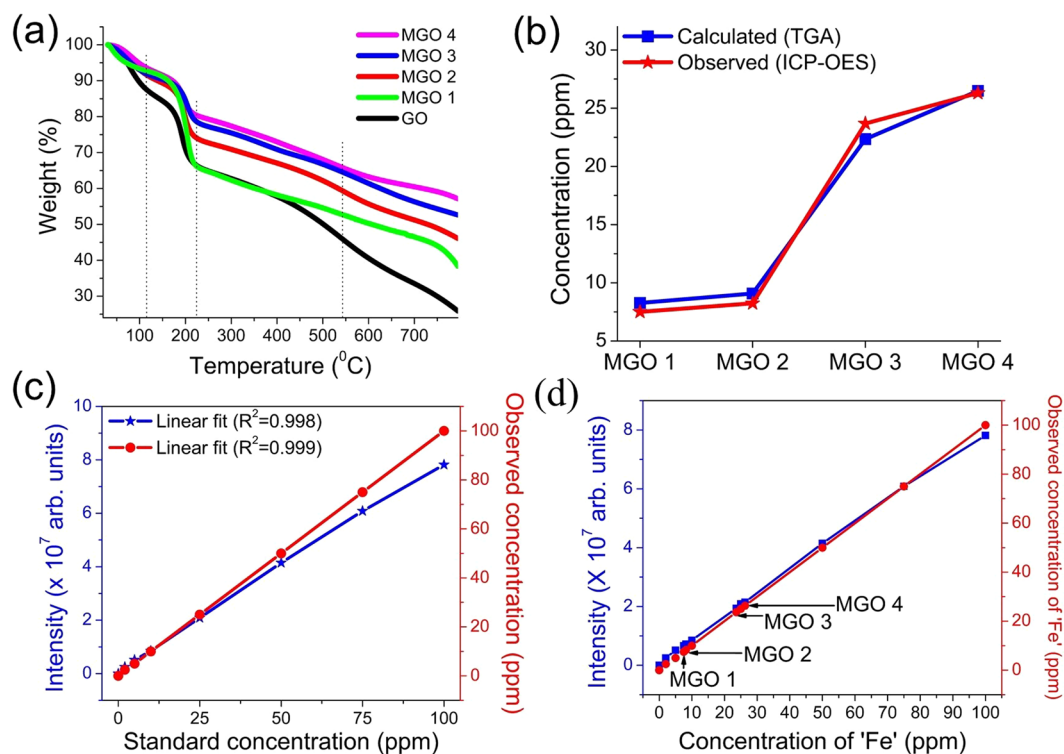 (a)
MGO 4
MGO 3
MGO 2
MGO 1
GO
Weight (%)
100
90
80
70
60
50
40
30
100 200 300 400 500 600 700
Temperature (⁰C)
(b)
Calculated (TGA)
Observed (ICP-OES)
Concentration (ppm)
30
25
20
15
10
5
MGO 1 MGO 2 MGO 3 MGO 4
(c)
Linear fit (R²=0.998)
Linear fit (R²=0.999)
Intensity (x 10⁷ arb. units)
10
8
6
4
2
0
0 25 50 75 100
Standard concentration (ppm)
100
80
60
40
20
0
Observed concentration (ppm)
(d)
Intensity (X 10⁷ arb. units)
8
6
4
2
0
MGO 4
MGO 3
MGO 2
MGO 1
0 10 20 30 40 50 60 70 80 90 100
Concentration of 'Fe' (ppm)
100
80
60
40
20
0
Observed concentration of 'Fe' (ppm)